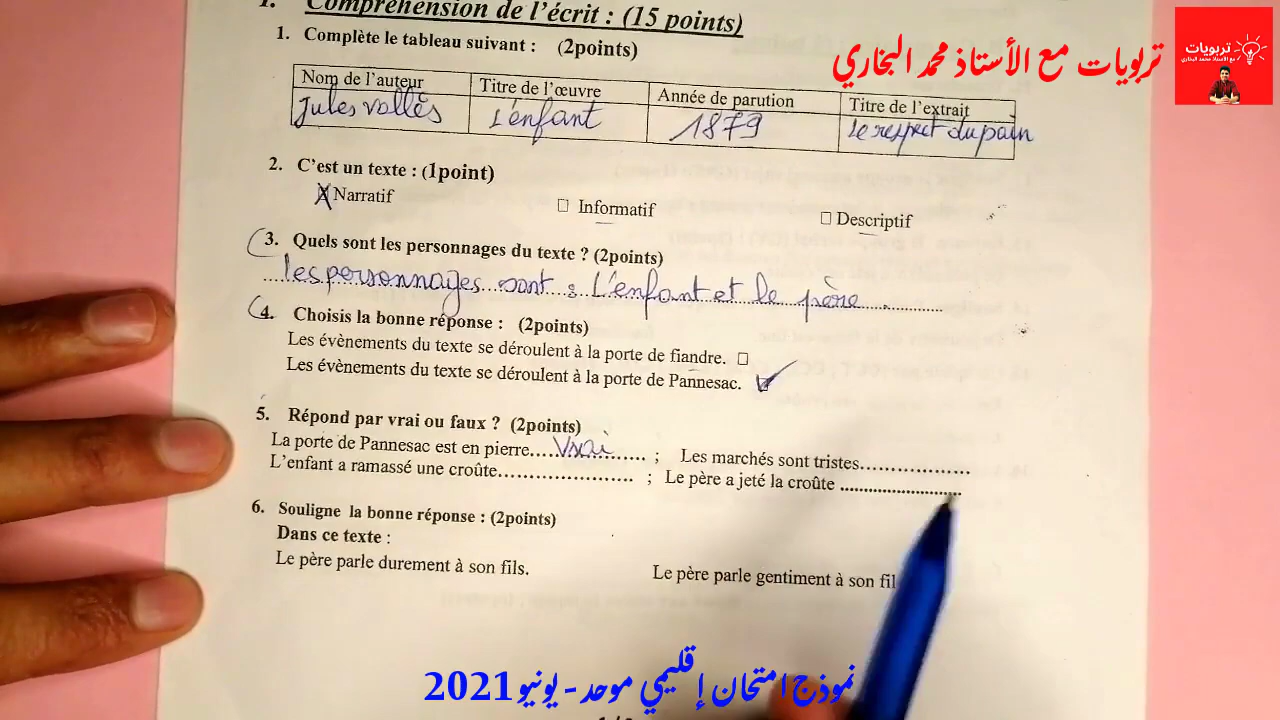 I. Compréhension de l'écrit : (15 points)
تربويات مع الأستاذ محمد البخاري
تربويات
مع الأستاذ محمد البخاري
1. Complète le tableau suivant : (2points)
Nom de l'auteur Titre de l'œuvre Année de parution Titre de l'extrait
Jules vallès L'enfant 1879 Le respect du pain
2. C'est un texte : (1point)
X Narratif □ Informatif □ Descriptif
3. Quels sont les personnages du texte ? (2points)
les personnages sont : L'enfant et le père.
4. Choisis la bonne réponse : (2points)
Les évènements du texte se déroulent à la porte de fiandre. □
Les évènements du texte se déroulent à la porte de Pannesac. ✓
5. Répond par vrai ou faux ? (2points)
La porte de Pannesac est en pierre.....Vrai....... ; Les marchés sont tristes...................
L'enfant a ramassé une croûte....................... ; Le père a jeté la croûte ..........................
6. Souligne la bonne réponse : (2points)
Dans ce texte :
Le père parle durement à son fils. Le père parle gentiment à son fil
نموذج امتحان إقليمي موحد - يونيو 2021